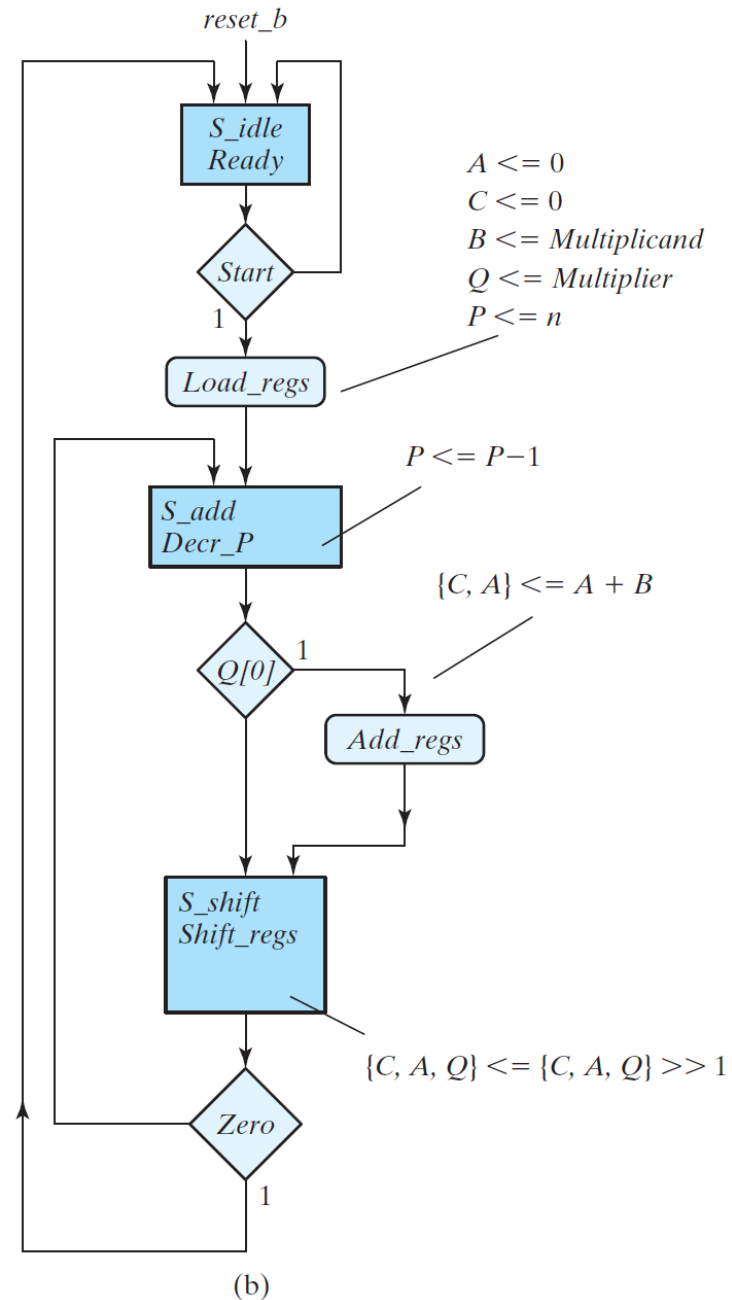 reset_b
S_idle
Ready
A <= 0
C <= 0
B <= Multiplicand
Q <= Multiplier
P <= n
Start
1
Load_regs
P <= P−1
S_add
Decr_P
{C, A} <= A + B
Q[0]
1
Add_regs
S_shift
Shift_regs
{C, A, Q} <= {C, A, Q} >> 1
Zero
1
(b)